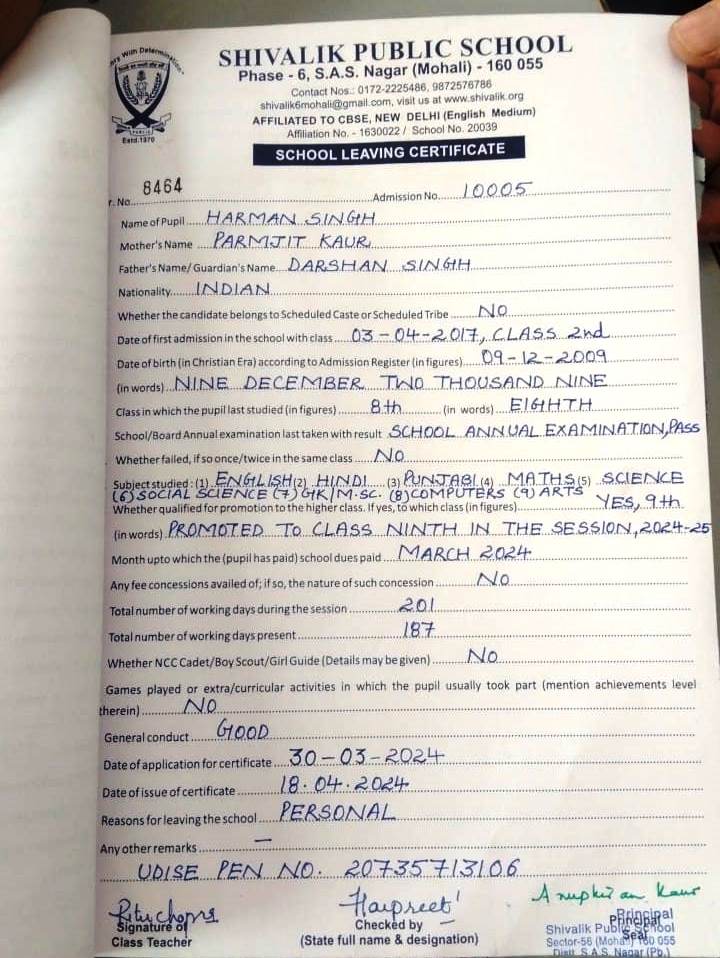 SHIVALIK PUBLIC SCHOOL
Phase - 6, S.A.S. Nagar (Mohali) - 160 055
Contact Nos.: 0172-2225486, 9872576786
shivalik6mohali@gmail.com, visit us at www.shivalik.org
AFFILIATED TO CBSE, NEW DELHI (English Medium)
Affiliation No. - 1630022 / School No. 20039
With Determination
PUBLIC
Estd.1970
SCHOOL LEAVING CERTIFICATE
r. No. 8464 Admission No. 10005
Name of Pupil HARMAN SINGH
Mother's Name PARMJIT KAUR
Father's Name/Guardian's Name DARSHAN SINGH
Nationality INDIAN
Whether the candidate belongs to Scheduled Caste or Scheduled Tribe NO
Date of first admission in the school with class 03-04-2017, CLASS 2nd
Date of birth (in Christian Era) according to Admission Register (in figures) 09-12-2009
(in words) NINE DECEMBER TWO THOUSAND NINE
Class in which the pupil last studied (in figures) 8th (in words) EIGHTH
School/Board Annual examination last taken with result SCHOOL ANNUAL EXAMINATION, PASS
Whether failed, if so once/twice in the same class NO
Subject studied: (1) ENGLISH (2) HINDI (3) PUNJABI (4) MATHS (5) SCIENCE
(6) SOCIAL SCIENCE (7) GK/M.SC. (8) COMPUTERS (9) ARTS
Whether qualified for promotion to the higher class. If yes, to which class (in figures) YES, 9th
(in words) PROMOTED TO CLASS NINTH IN THE SESSION, 2024-25
Month upto which the (pupil has paid) school dues paid MARCH 2024
Any fee concessions availed of; if so, the nature of such concession NO
Total number of working days during the session 201
Total number of working days present 187
Whether NCC Cadet/Boy Scout/Girl Guide (Details may be given) NO
Games played or extra/curricular activities in which the pupil usually took part (mention achievements level
therein) NO
General conduct GOOD
Date of application for certificate 30-03-2024
Date of issue of certificate 18.04.2024
Reasons for leaving the school PERSONAL
Any other remarks —
UDISE PEN NO. 20735713106
Ritu Chopra Harpreet Anupkiran Kaur
Signature of Checked by Principal
Class Teacher (State full name & designation) Seal
Principal
Shivalik Public School
Sector-56 (Mohali) 160 055
Distt. S.A.S. Nagar (Pb.)